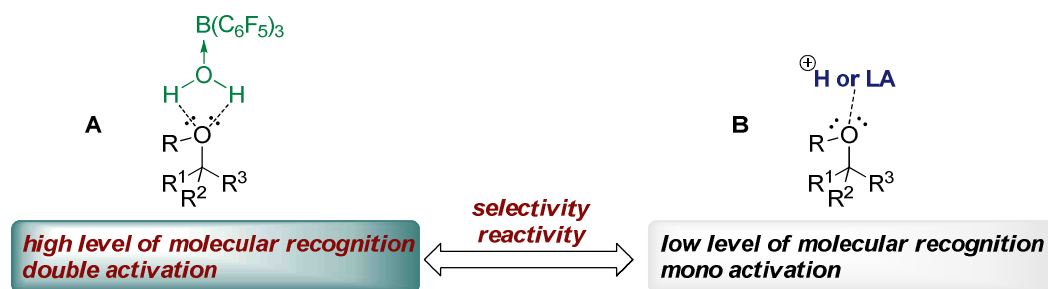 B(C₆F₅)₃
O
H H
A
R O
R¹ R² R³
⊕
H or LA
B
R O
R¹ R² R³
selectivity
reactivity
high level of molecular recognition
double activation
low level of molecular recognition
mono activation